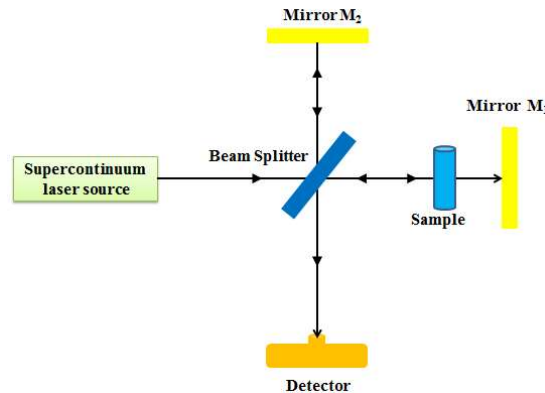 Mirror M₂
Mirror M
Beam Splitter
Supercontinuum
laser source
Sample
Detector